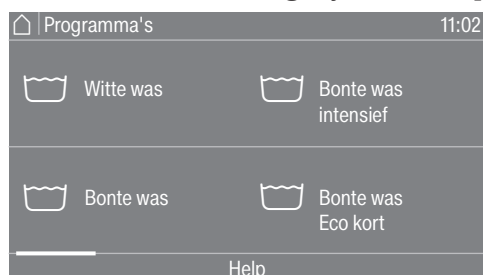 Programma's 11:02
Witte was
Bonte was
intensief
Bonte was
Bonte was
Eco kort
Help